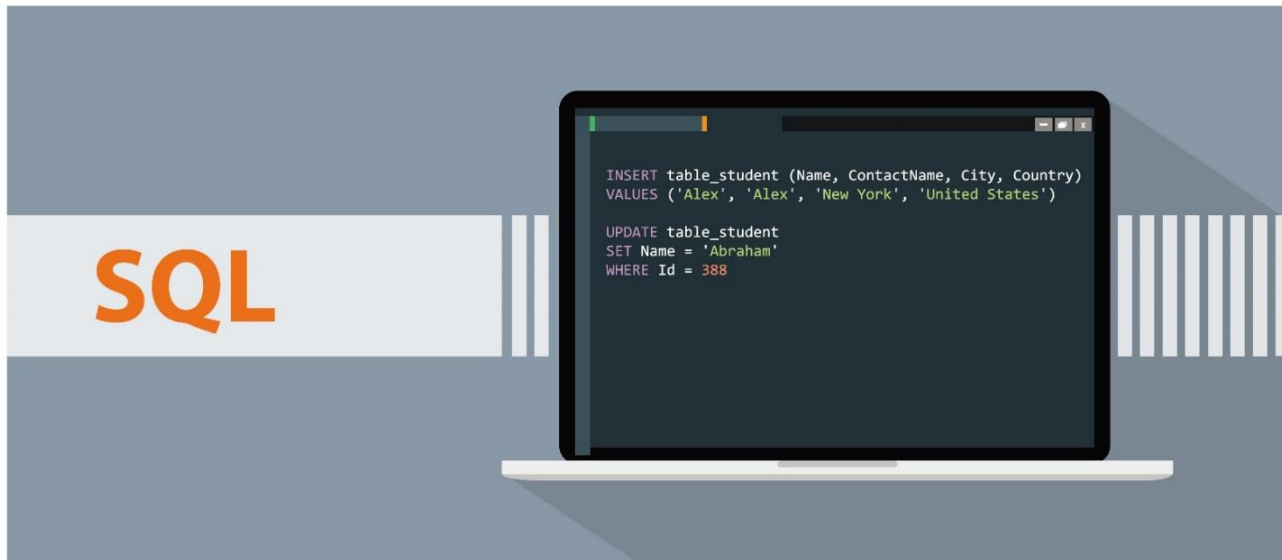 SQL
INSERT table_student (Name, ContactName, City, Country)
VALUES ('Alex', 'Alex', 'New York', 'United States')
UPDATE table_student
SET Name = 'Abraham'
WHERE Id = 388